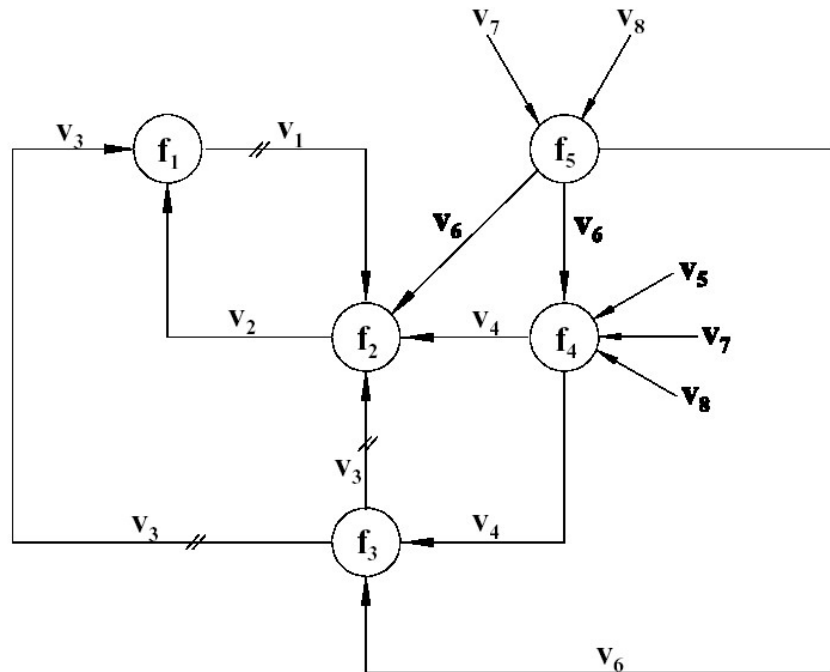 v₇ v₈
v₃ f₁ v₁ f₅
v₆ v₆
v₅
v₂ f₂ v₄ f₄ v₇
v₈
v₃
v₃ f₃ v₄
v₆